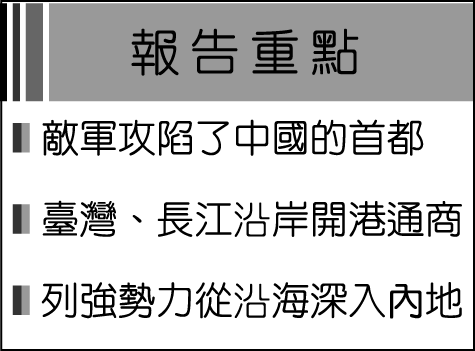 報告重點
敵軍攻陷了中國的首都
臺灣、長江沿岸開港通商
列強勢力從沿海深入內地